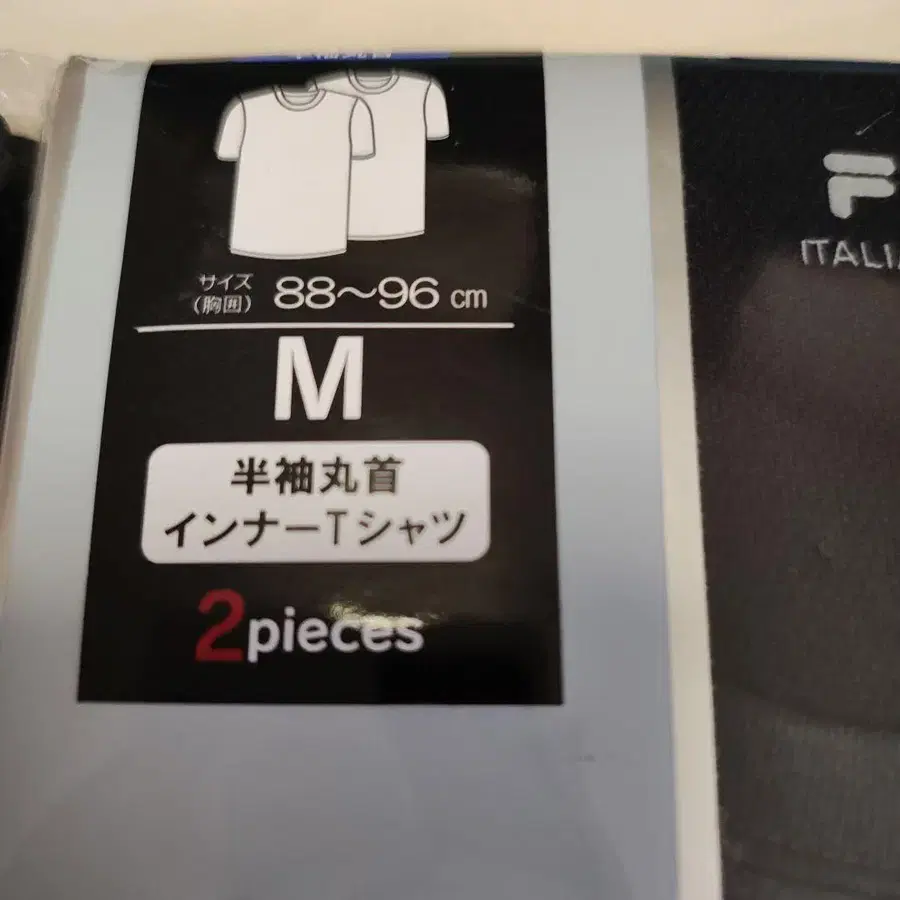 サイズ
(胸囲) 88〜96 cm
M
半袖丸首
インナーTシャツ
2pieces
F
ITALIA